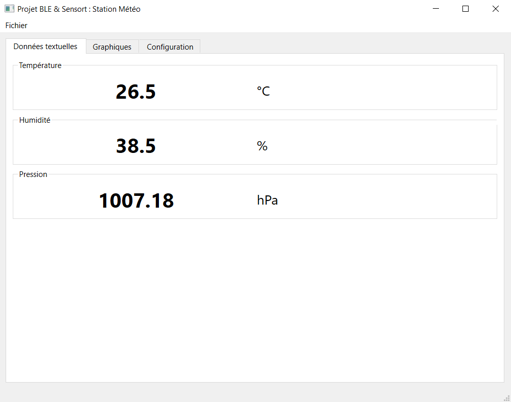 Projet BLE & Sensort : Station Météo
Fichier
Données textuelles Graphiques Configuration
Température
26.5 °C
Humidité
38.5 %
Pression
1007.18 hPa